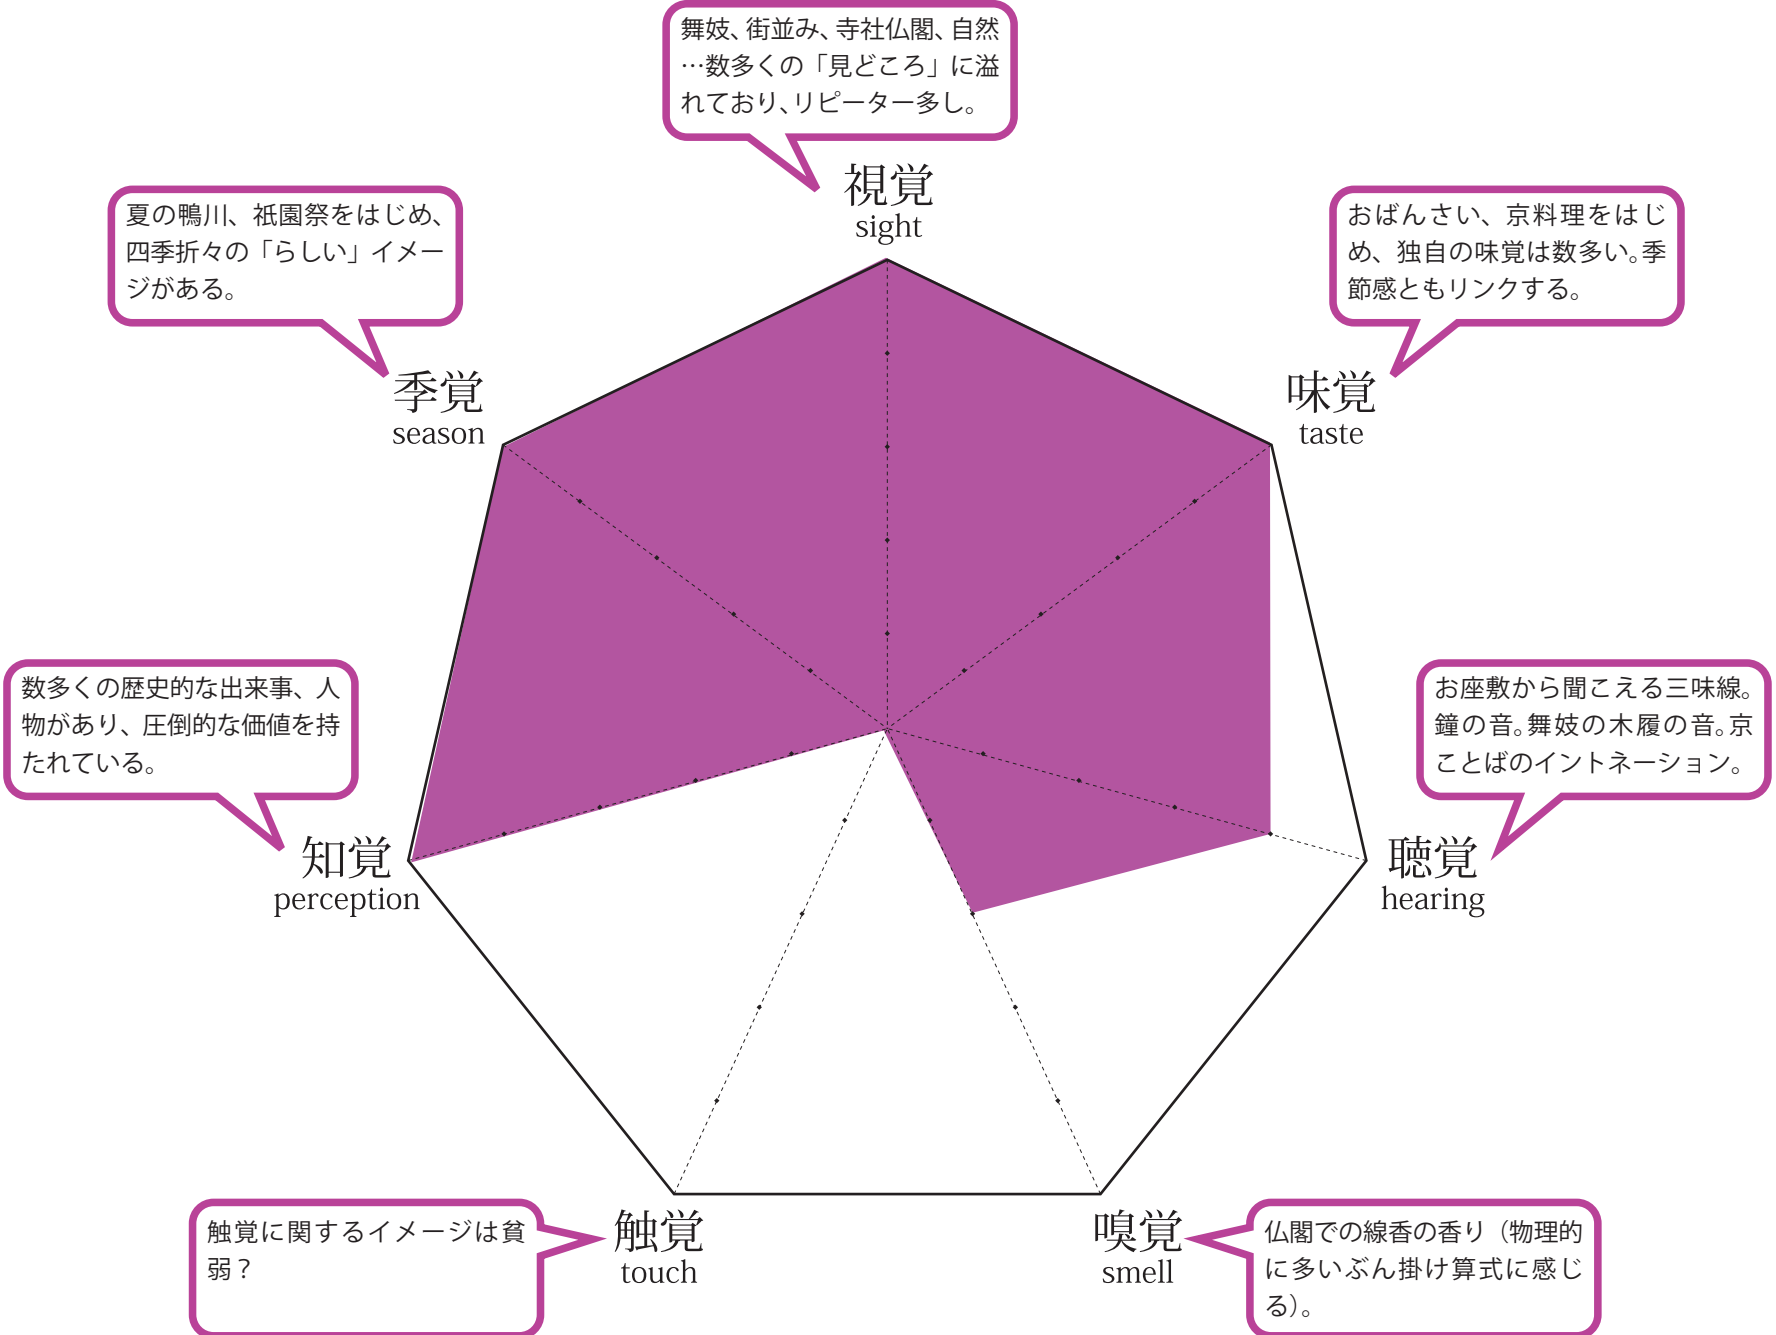 舞妓、街並み、寺社仏閣、自然
…数多くの「見どころ」に溢
れており、リピーター多し。
視覚
sight
夏の鴨川、祇園祭をはじめ、
四季折々の「らしい」イメー
ジがある。
季覚
season
おばんさい、京料理をはじ
め、独自の味覚は数多い。季
節感ともリンクする。
味覚
taste
数多くの歴史的な出来事、人
物があり、圧倒的な価値を持
たれている。
知覚
perception
お座敷から聞こえる三味線。
鐘の音。舞妓の木履の音。京
ことばのイントネーション。
聴覚
hearing
触覚に関するイメージは貧
弱？
触覚
touch
嗅覚
smell
仏閣での線香の香り（物理的
に多いぶん掛け算式に感じ
る）。